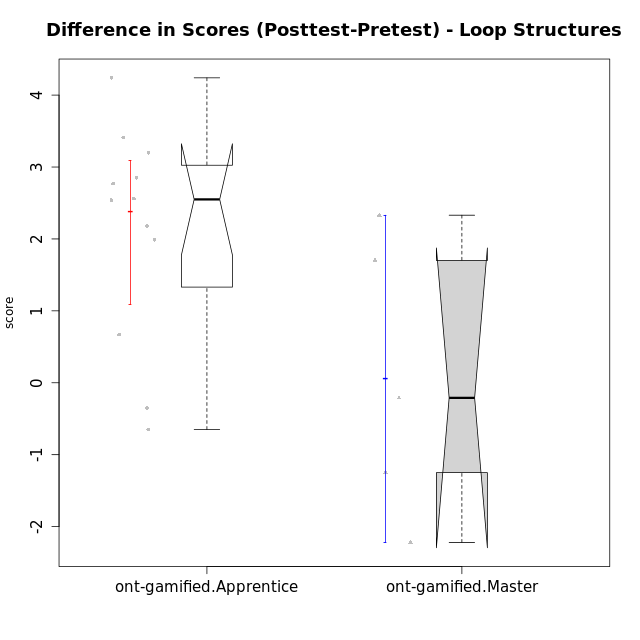 Difference in Scores (Posttest-Pretest) - Loop Structures
score
4
3
2
1
0
-1
-2
ont-gamified.Apprentice
ont-gamified.Master